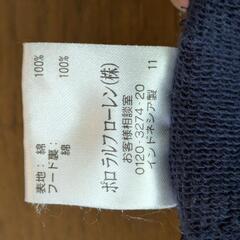 表地： 綿 100%
フード裏： 綿 100%
ポロ ラルフローレン(株)
お客様相談室
0120-3274-20
インドネシア製
11